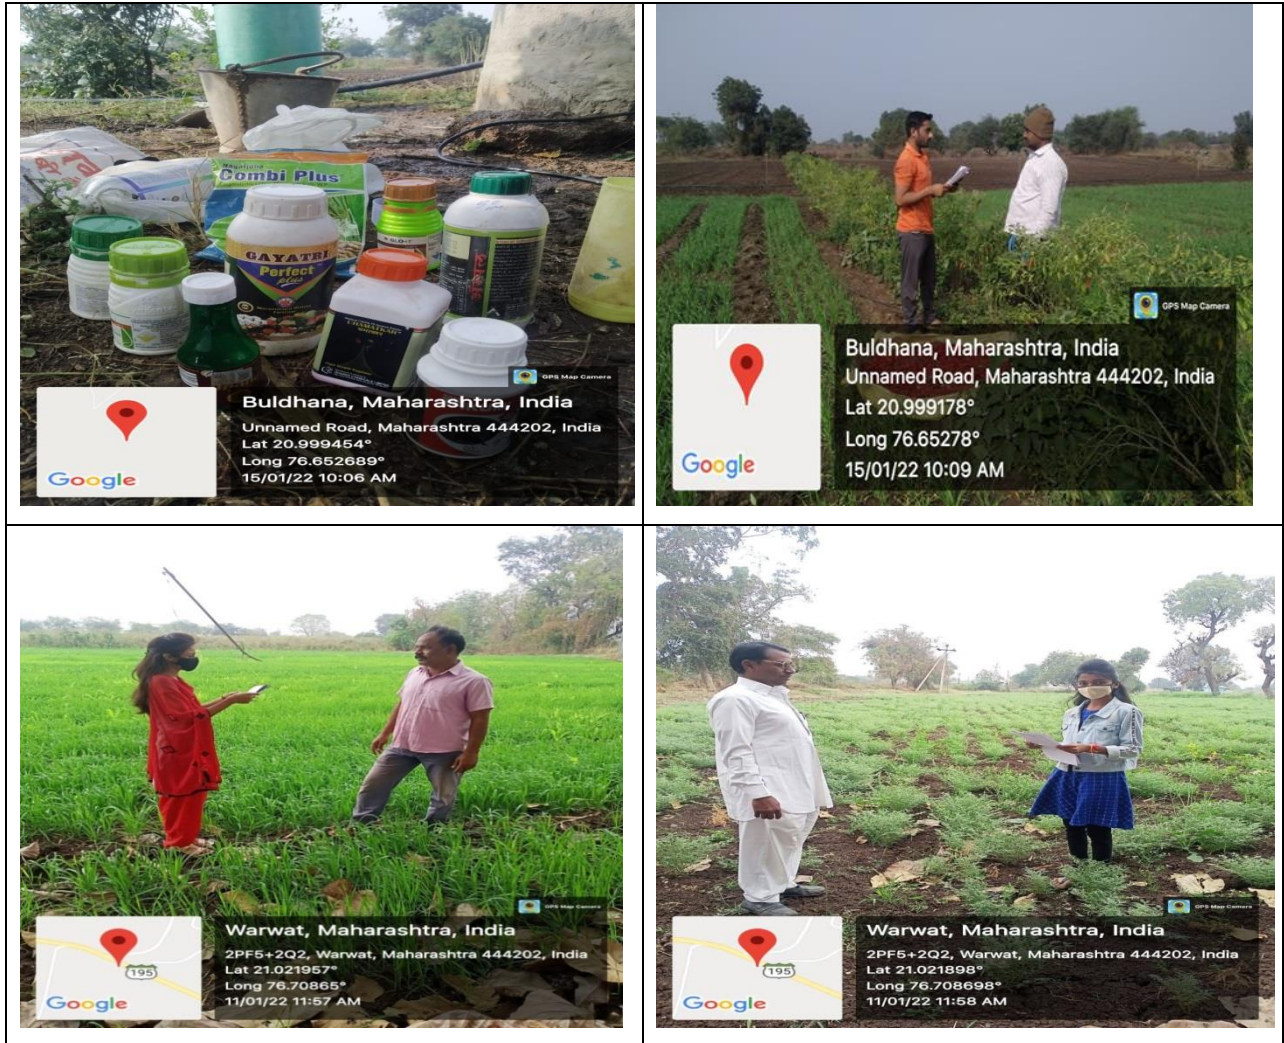 Nagarjuna
Combi Plus
GAYATRI
Perfect
plus
CHAMATKAR
GPS Map Camera
Buldhana, Maharashtra, India
Unnamed Road, Maharashtra 444202, India
Lat 20.999454°
Long 76.652689°
15/01/22 10:06 AM
Google
GPS Map Camera
Buldhana, Maharashtra, India
Unnamed Road, Maharashtra 444202, India
Lat 20.999178°
Long 76.65278°
15/01/22 10:09 AM
Google
GPS Map Camera
Warwat, Maharashtra, India
2PF5+2Q2, Warwat, Maharashtra 444202, India
Lat 21.021957°
Long 76.70865°
11/01/22 11:57 AM
195
Google
GPS Map Camera
Warwat, Maharashtra, India
2PF5+2Q2, Warwat, Maharashtra 444202, India
Lat 21.021898°
Long 76.708698°
11/01/22 11:58 AM
195
Google